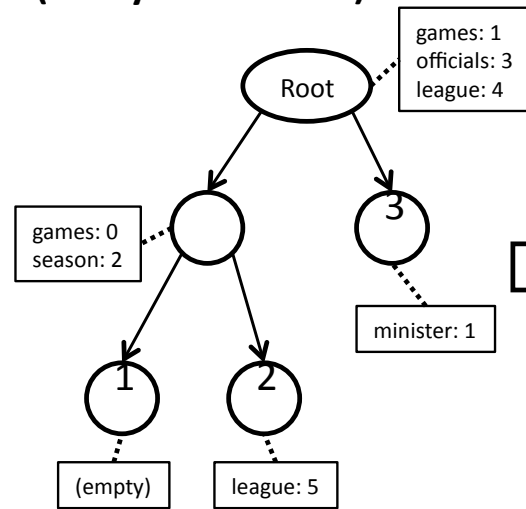 games: 1
officials: 3
league: 4
Root
games: 0
season: 2
3
minister: 1
1
2
(empty)
league: 5